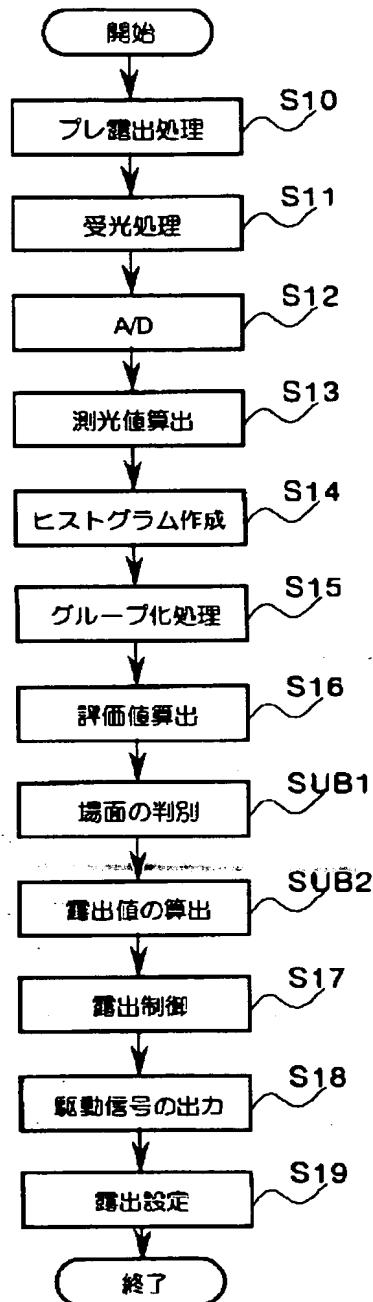 開始
プレ露出処理
S10
受光処理
S11
A/D
S12
測光値算出
S13
ヒストグラム作成
S14
グループ化処理
S15
評価値算出
S16
場面の判別
SUB1
露出値の算出
SUB2
露出制御
S17
駆動信号の出力
S18
露出設定
S19
終了